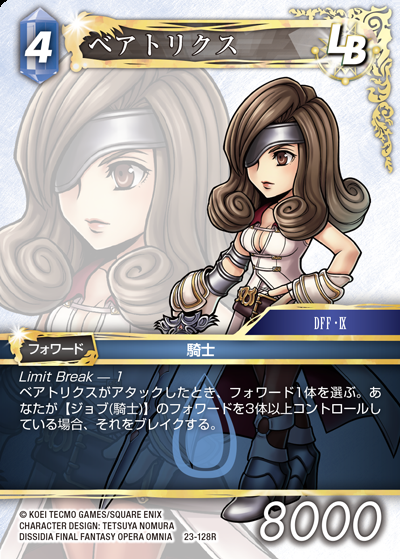 4
ベアトリクス
LB
DFF・Ⅸ
フォワード
騎士
Limit Break — 1
ベアトリクスがアタックしたとき、フォワード1体を選ぶ。あ
なたが【ジョブ(騎士)】のフォワードを3体以上コントロールし
ている場合、それをブレイクする。
© KOEI TECMO GAMES/SQUARE ENIX
CHARACTER DESIGN: TETSUYA NOMURA
DISSIDIA FINAL FANTASY OPERA OMNIA 23-128R
8000